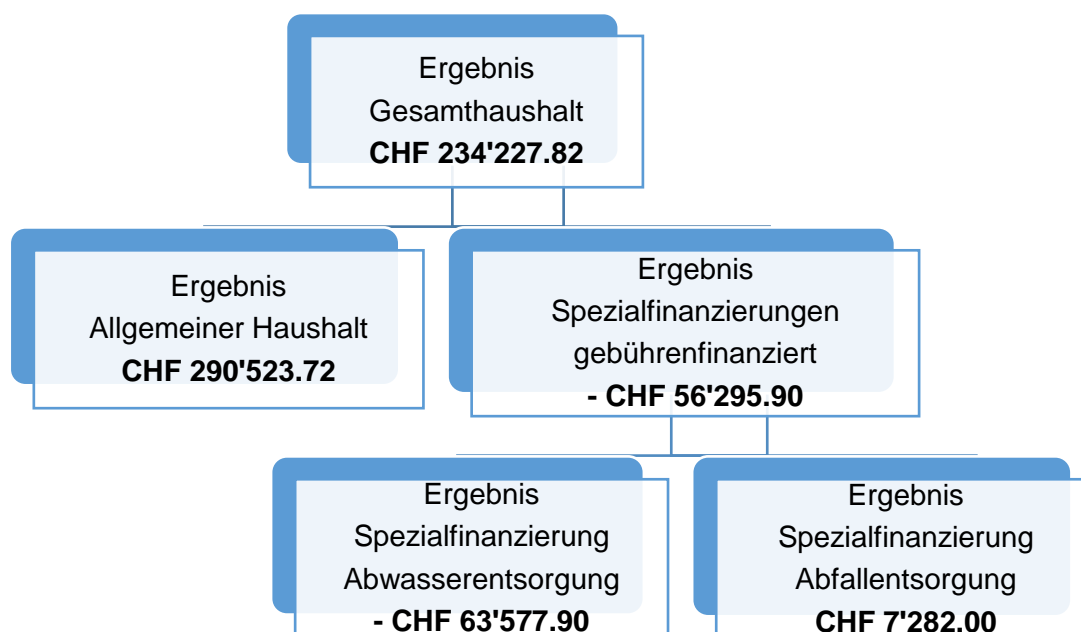 Ergebnis
Gesamthaushalt
CHF 234'227.82
Ergebnis
Allgemeiner Haushalt
CHF 290'523.72
Ergebnis
Spezialfinanzierungen
gebührenfinanziert
- CHF 56'295.90
Ergebnis
Spezialfinanzierung
Abwasserentsorgung
- CHF 63'577.90
Ergebnis
Spezialfinanzierung
Abfallentsorgung
CHF 7'282.00